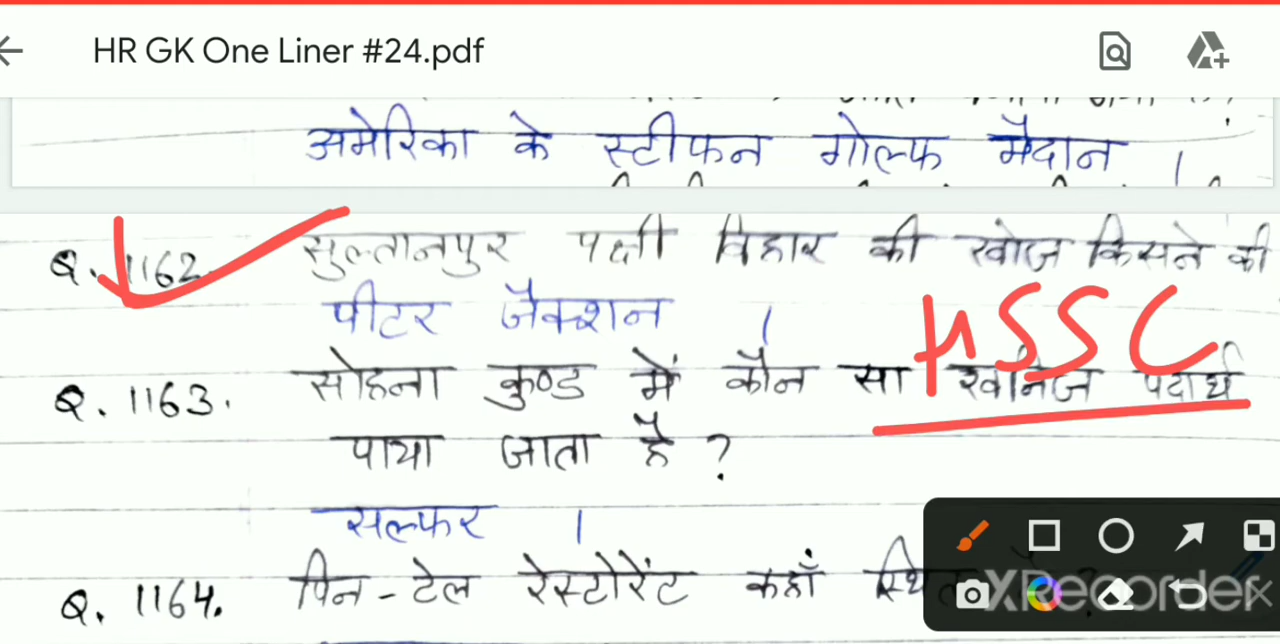 HR GK One Liner #24.pdf
अमेरिका के स्टीफन गोल्फ मैदान ।
Q. 1162. सुल्तानपुर पक्षी विहार की खोज किसने की
पीटर जैक्शन ।
HSSC
Q. 1163. सोहना कुण्ड में कौन सा खनिज पदार्थ
पाया जाता है ?
सल्फर ।
Q. 1164. पिन-टेल रेस्टोरेंट कहाँ
XRecorder